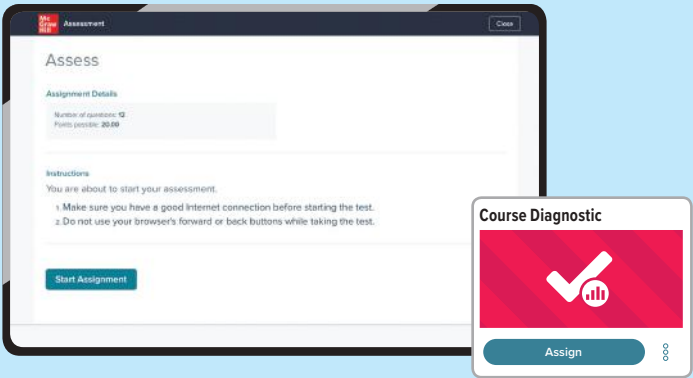 Mc
Graw
Hill
Assessment
Close
Assess
Assignment Details
Number of questions: 12
Points possible: 20.00
Instructions
You are about to start your assessment.
1. Make sure you have a good Internet connection before starting the test.
2. Do not use your browser's forward or back buttons while taking the test.
Start Assignment
Course Diagnostic
Assign